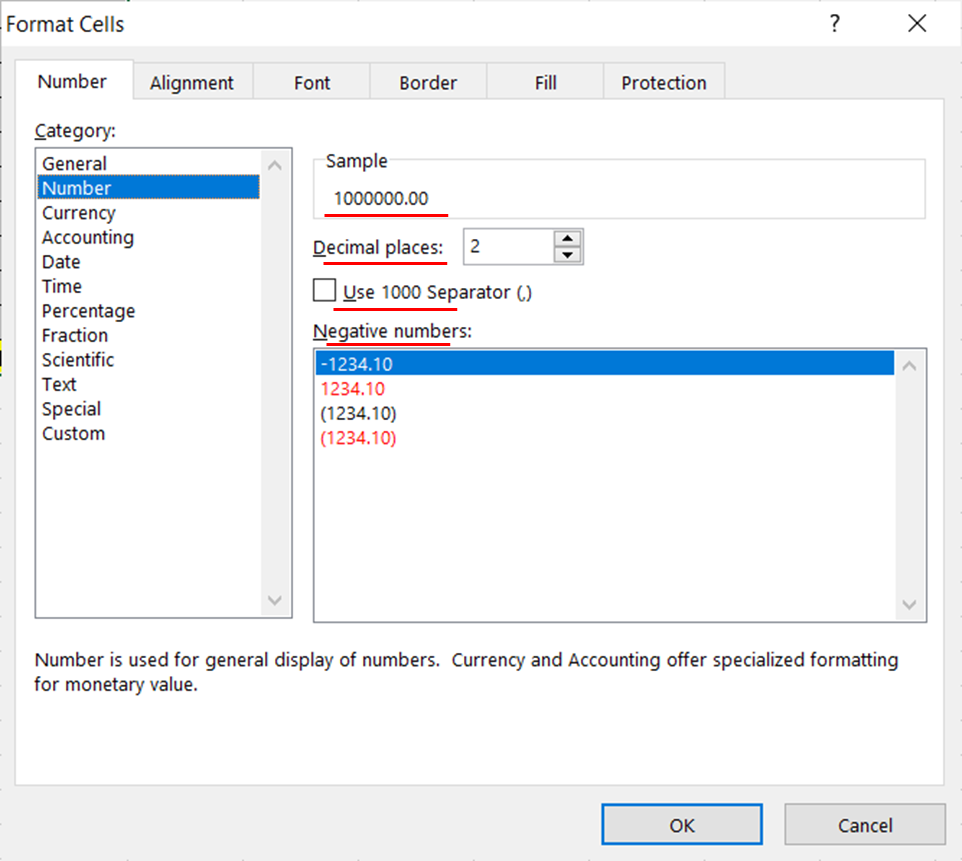 Format Cells ?
Number Alignment Font Border Fill Protection
Category:
General
Number
Currency
Accounting
Date
Time
Percentage
Fraction
Scientific
Text
Special
Custom
Sample
1000000.00
Decimal places: 2
Use 1000 Separator (,)
Negative numbers:
-1234.10
1234.10
(1234.10)
(1234.10)
Number is used for general display of numbers. Currency and Accounting offer specialized formatting
for monetary value.
OK Cancel